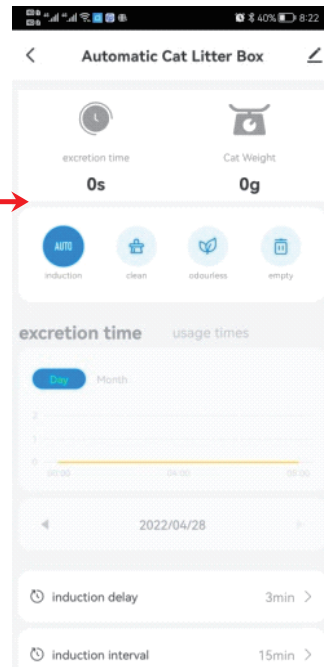 40% 8:22
Automatic Cat Litter Box
excretion time Cat Weight
0s 0g
AUTO
induction clean odourless empty
excretion time usage times
Day Month
2
1
0
00:00 04:00
2022/04/28
induction delay 3min
induction interval 15min